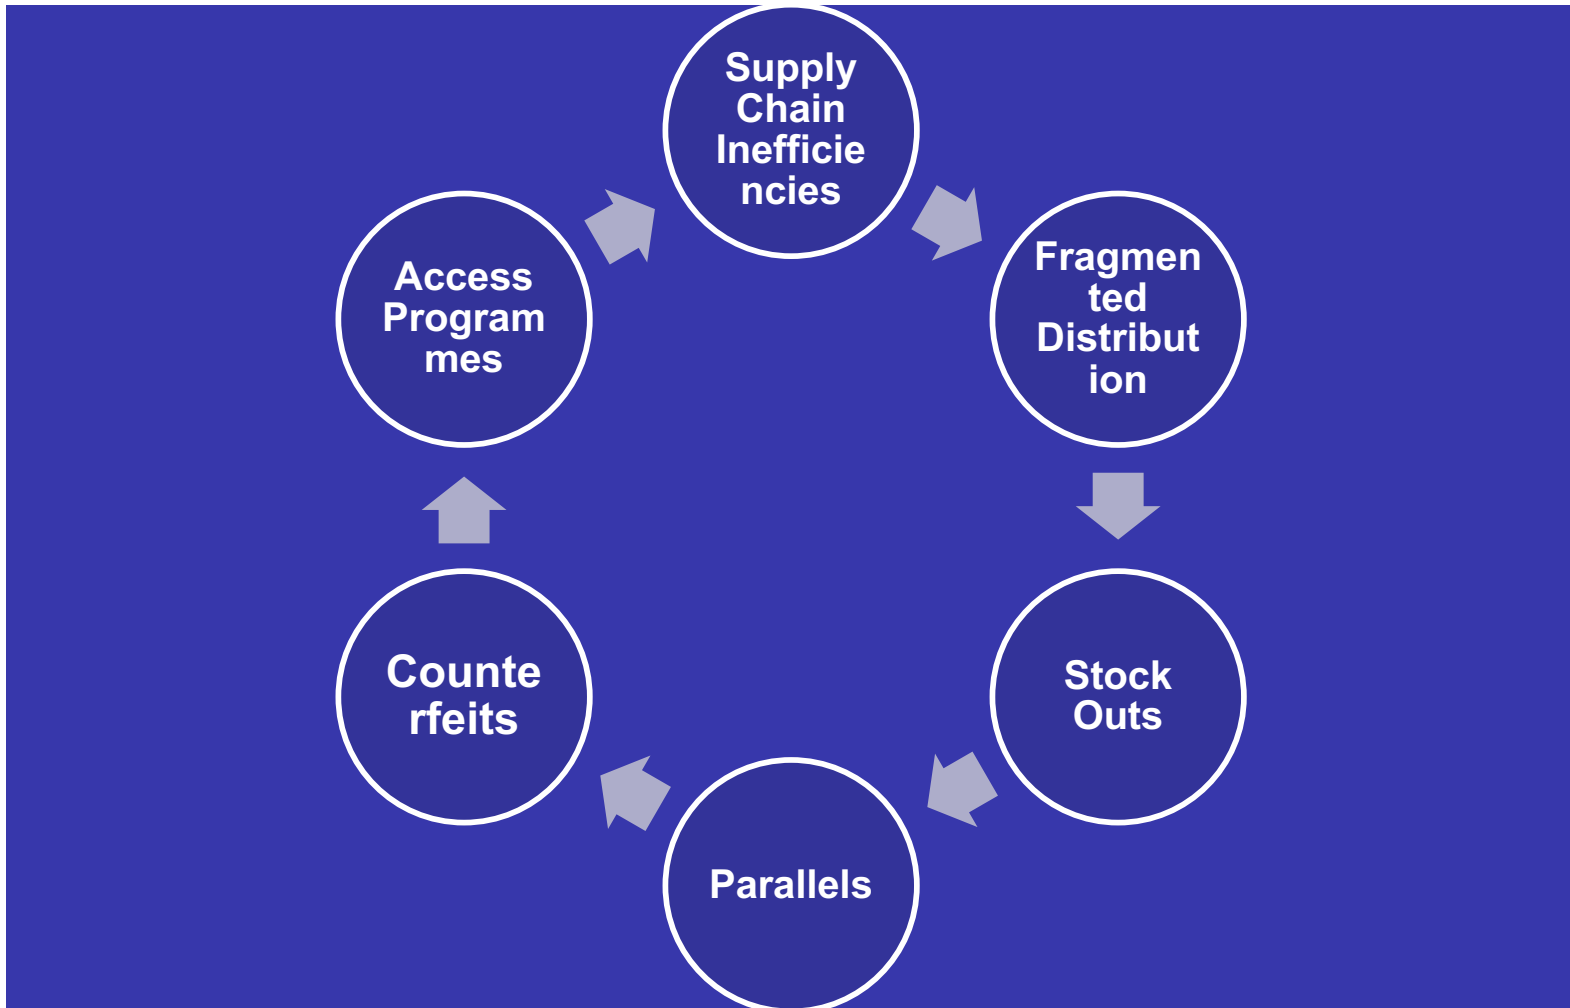 Supply
Chain
Inefficie
ncies
Fragmen
ted
Distribut
ion
Stock
Outs
Parallels
Counte
rfeits
Access
Program
mes